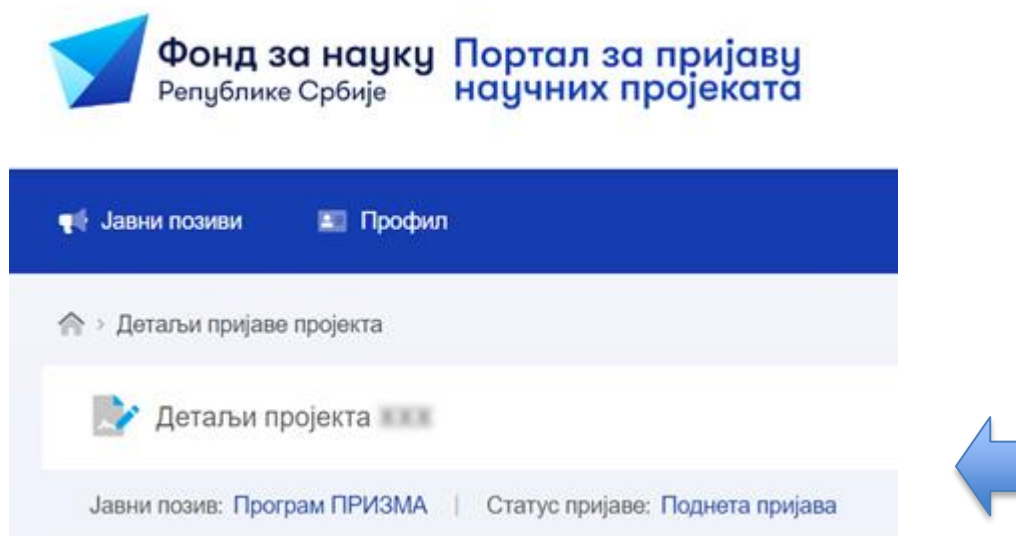 Фонд за науку
Републике Србије
Портал за пријаву
научних пројеката
Јавни позиви Профил
Детаљи пријаве пројекта
Детаљи пројекта
Јавни позив: Програм ПРИЗМА | Статус пријаве: Поднета пријава